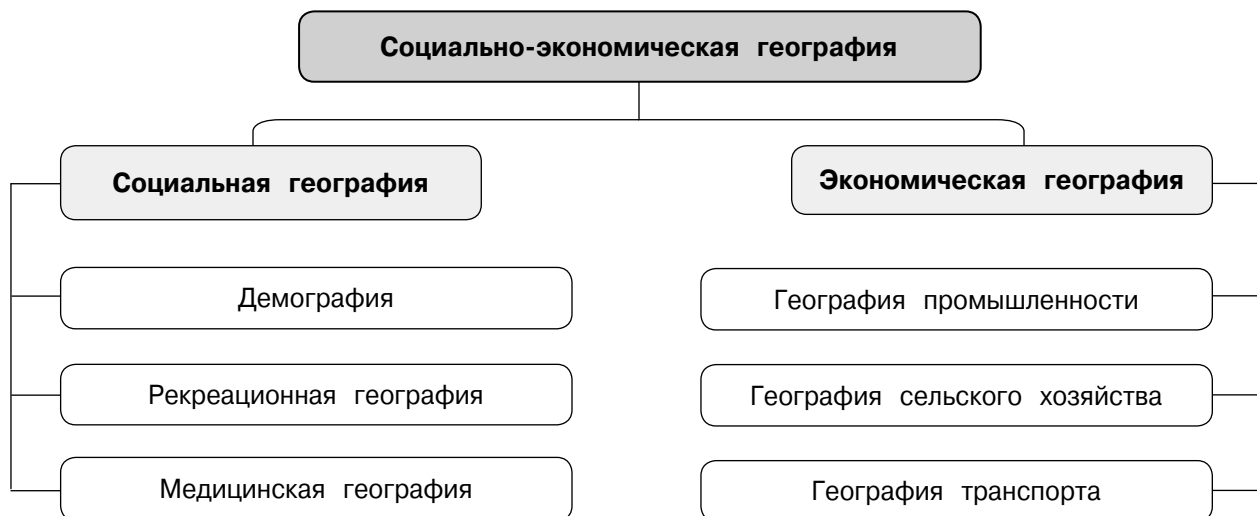 Социально-экономическая география
Социальная география
Экономическая география
Демография
География промышленности
Рекреационная география
География сельского хозяйства
Медицинская география
География транспорта